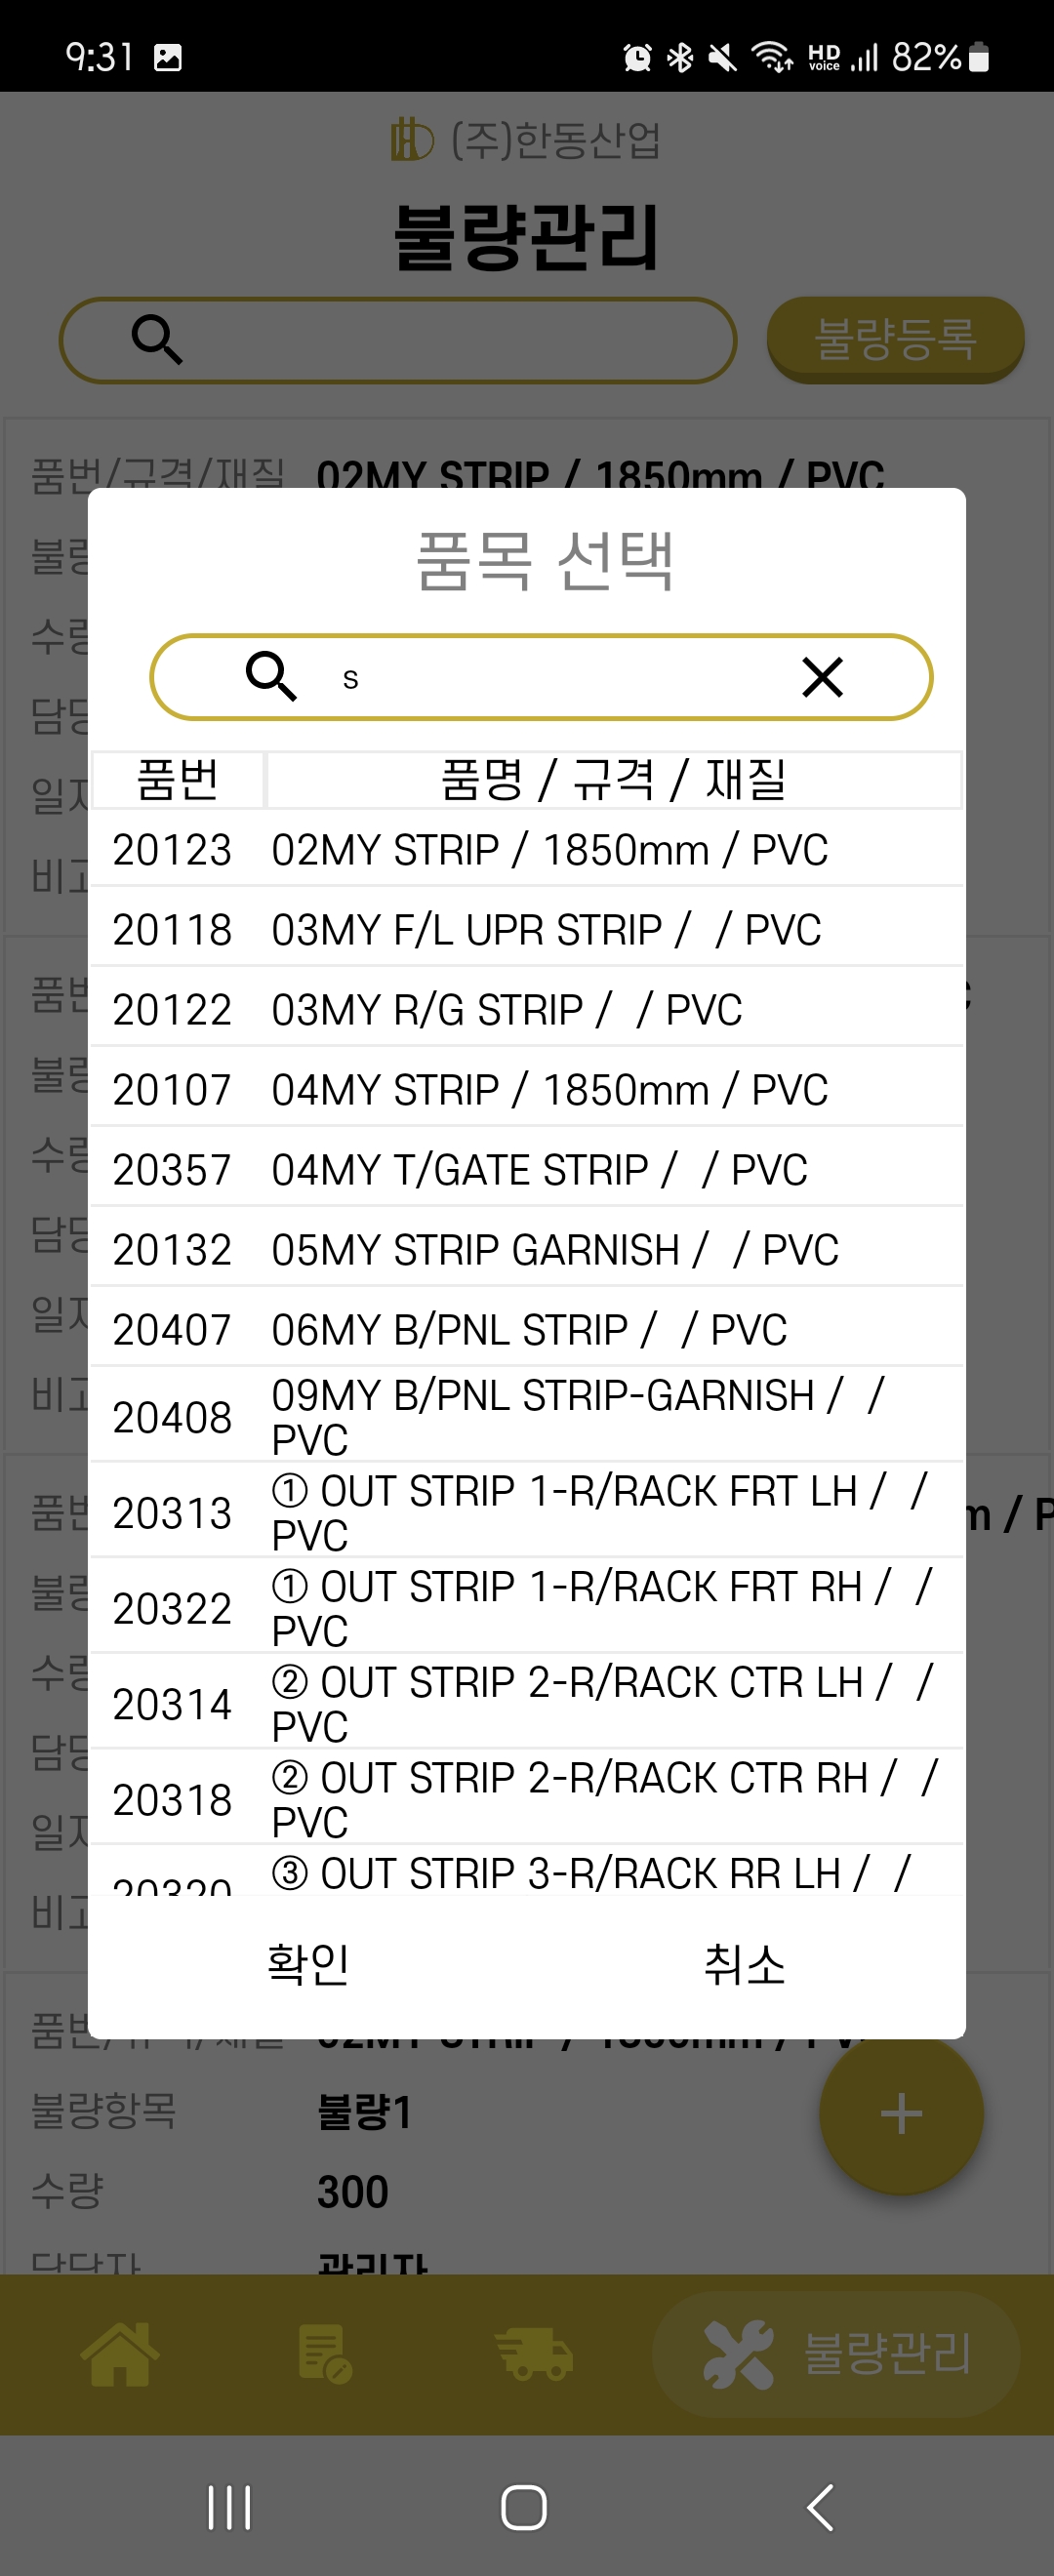 9:31
HD voice 82%
(주)한동산업
불량관리
불량등록
품번/규격/재질 02MY STRIP / 1850mm / PVC
품목 선택
s
품번 품명 / 규격 / 재질
20123 02MY STRIP / 1850mm / PVC
20118 03MY F/L UPR STRIP / / PVC
20122 03MY R/G STRIP / / PVC
20107 04MY STRIP / 1850mm / PVC
20357 04MY T/GATE STRIP / / PVC
20132 05MY STRIP GARNISH / / PVC
20407 06MY B/PNL STRIP / / PVC
20408 09MY B/PNL STRIP-GARNISH / /
PVC
20313 ① OUT STRIP 1-R/RACK FRT LH / /
PVC
20322 ① OUT STRIP 1-R/RACK FRT RH / /
PVC
20314 ② OUT STRIP 2-R/RACK CTR LH / /
PVC
20318 ② OUT STRIP 2-R/RACK CTR RH / /
PVC
20320 ③ OUT STRIP 3-R/RACK RR LH / /
확인 취소
불량항목 불량1
수량 300
담당자 관리자
불량관리